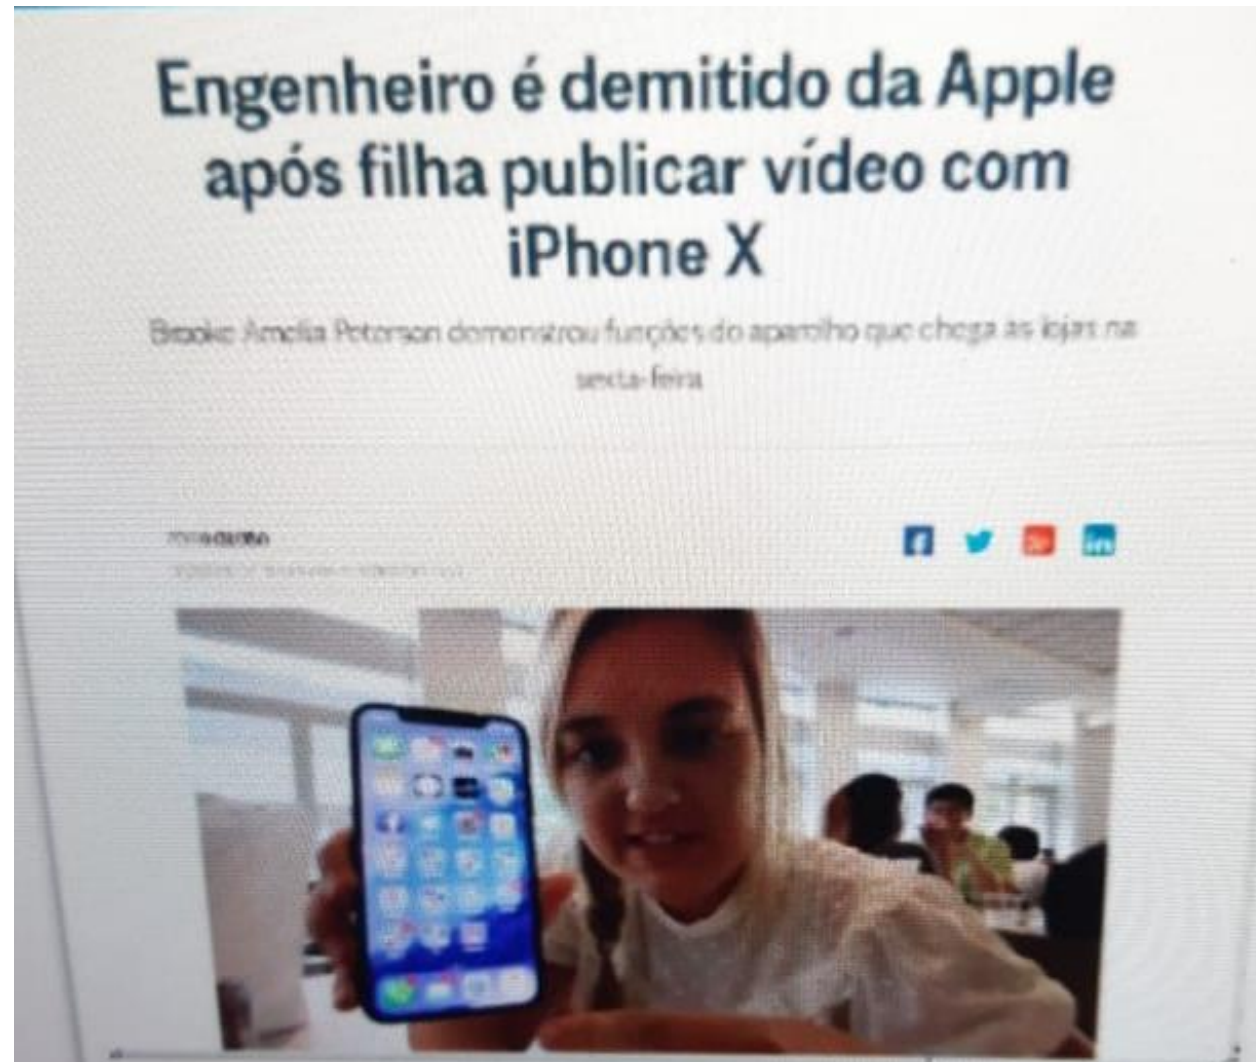 Engenheiro é demitido da Apple
após filha publicar vídeo com
iPhone X
Brooke Amelia Peterson demonstrou funções do aparelho que chega às lojas na
sexta-feira